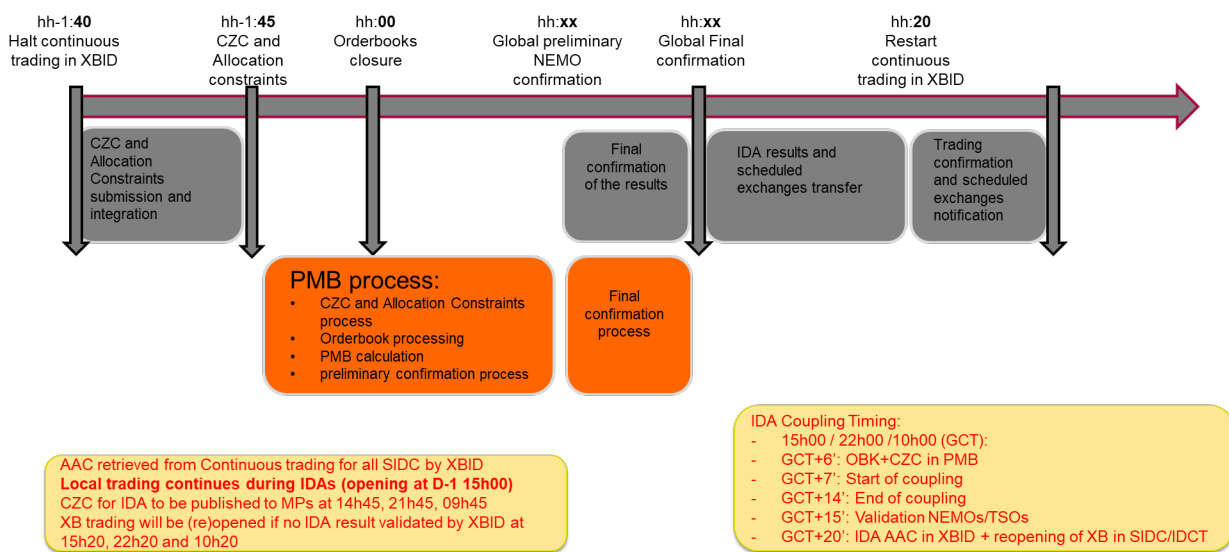 hh-1:40
Halt continuous
trading in XBID
hh-1:45
CZC and
Allocation
constraints
hh:00
Orderbooks
closure
hh:xx
Global preliminary
NEMO
confirmation
hh:xx
Global Final
confirmation
hh:20
Restart
continuous
trading in XBID
CZC and
Allocation
Constraints
submission and
integration
Final
confirmation
of the results
IDA results and
scheduled
exchanges transfer
Trading
confirmation
and scheduled
exchanges
notification
PMB process:
• CZC and Allocation Constraints
process
• Orderbook processing
• PMB calculation
• preliminary confirmation process
Final
confirmation
process
AAC retrieved from Continuous trading for all SIDC by XBID
Local trading continues during IDAs (opening at D-1 15h00)
CZC for IDA to be published to MPs at 14h45, 21h45, 09h45
XB trading will be (re)opened if no IDA result validated by XBID at
15h20, 22h20 and 10h20
IDA Coupling Timing:
- 15h00 / 22h00 /10h00 (GCT):
- GCT+6’: OBK+CZC in PMB
- GCT+7’: Start of coupling
- GCT+14’: End of coupling
- GCT+15’: Validation NEMOs/TSOs
- GCT+20’: IDA AAC in XBID + reopening of XB in SIDC/IDCT